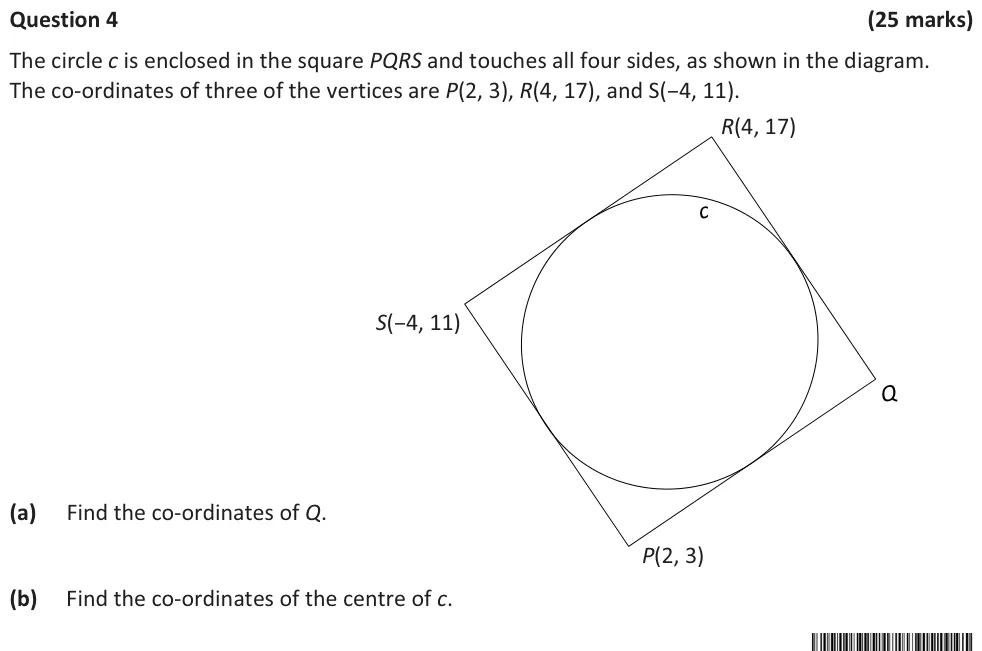 Question 4 (25 marks)
The circle c is enclosed in the square PQRS and touches all four sides, as shown in the diagram.
The co-ordinates of three of the vertices are P(2, 3), R(4, 17), and S(−4, 11).
R(4, 17)
c
S(−4, 11)
Q
(a) Find the co-ordinates of Q.
P(2, 3)
(b) Find the co-ordinates of the centre of c.